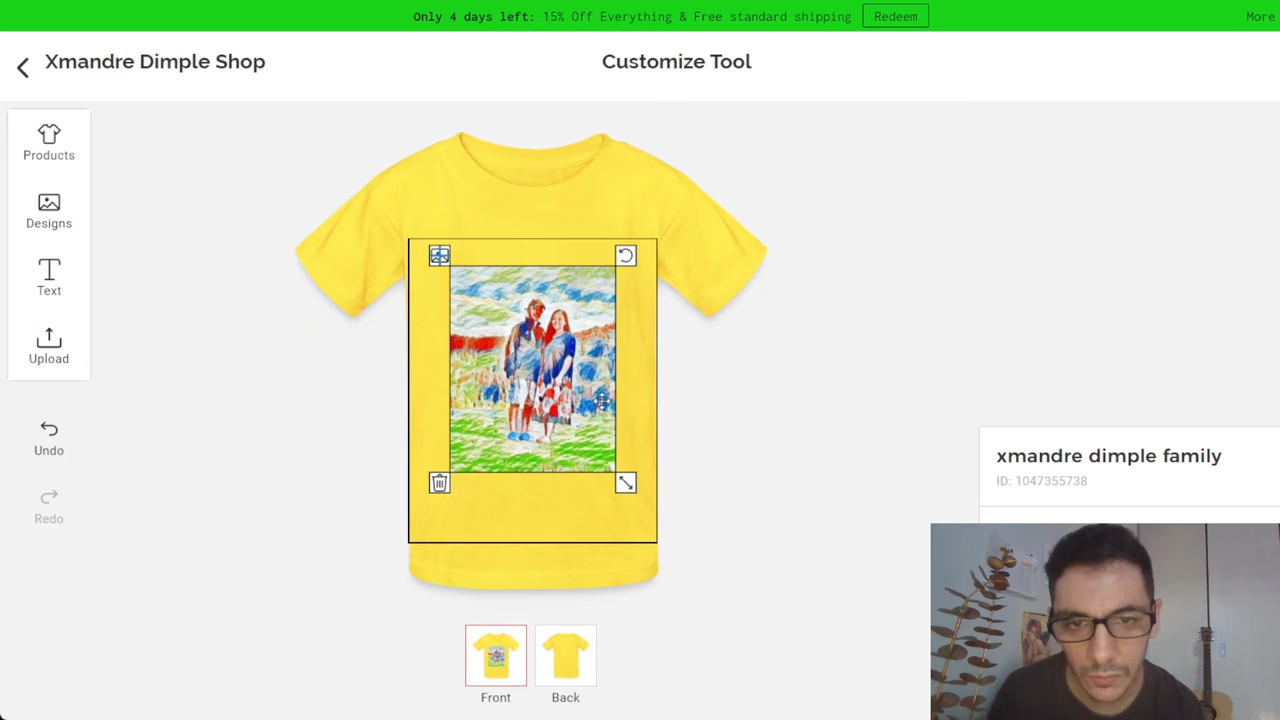 Only 4 days left: 15% Off Everything & Free standard shipping
Redeem
More
Xmandre Dimple Shop
Customize Tool
Products
Designs
Text
Upload
Undo
Redo
xmandre dimple family
ID: 1047355738
Front
Back